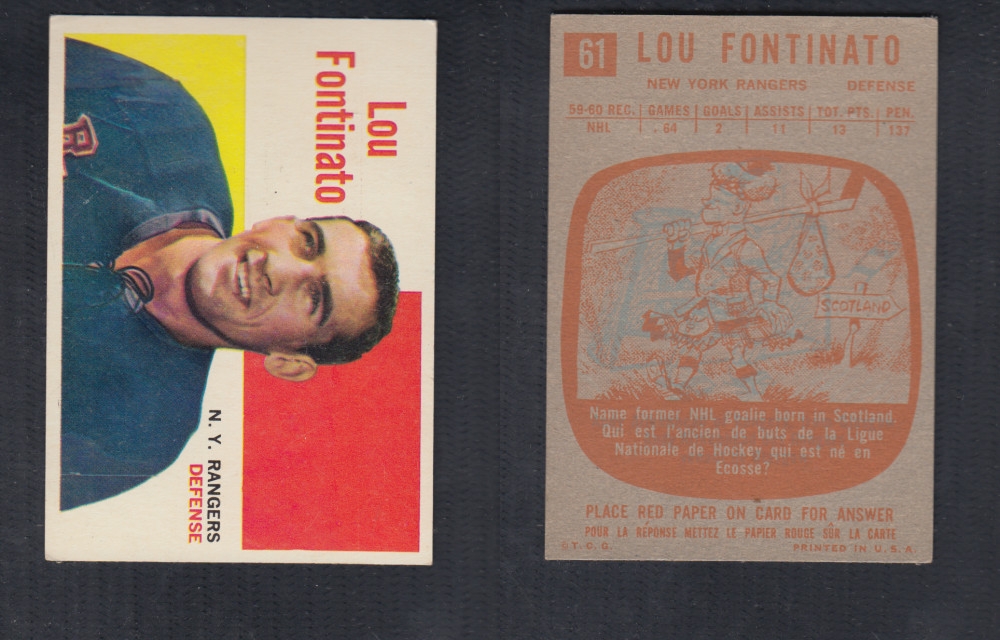 Lou
Fontinato
N. Y. RANGERS
DEFENSE
R
61 LOU FONTINATO
NEW YORK RANGERS DEFENSE
59-60 REC. GAMES GOALS ASSISTS TOT. PTS. PEN.
NHL 64 2 11 13 137
SCOTLAND
Name former NHL goalie born in Scotland.
Qui est l'ancien de buts de la Ligue
Nationale de Hockey qui est né en
Ecosse?
PLACE RED PAPER ON CARD FOR ANSWER
POUR LA RÉPONSE METTEZ LE PAPIER ROUGE SÛR LA CARTE
©T. C. G. PRINTED IN U. S. A